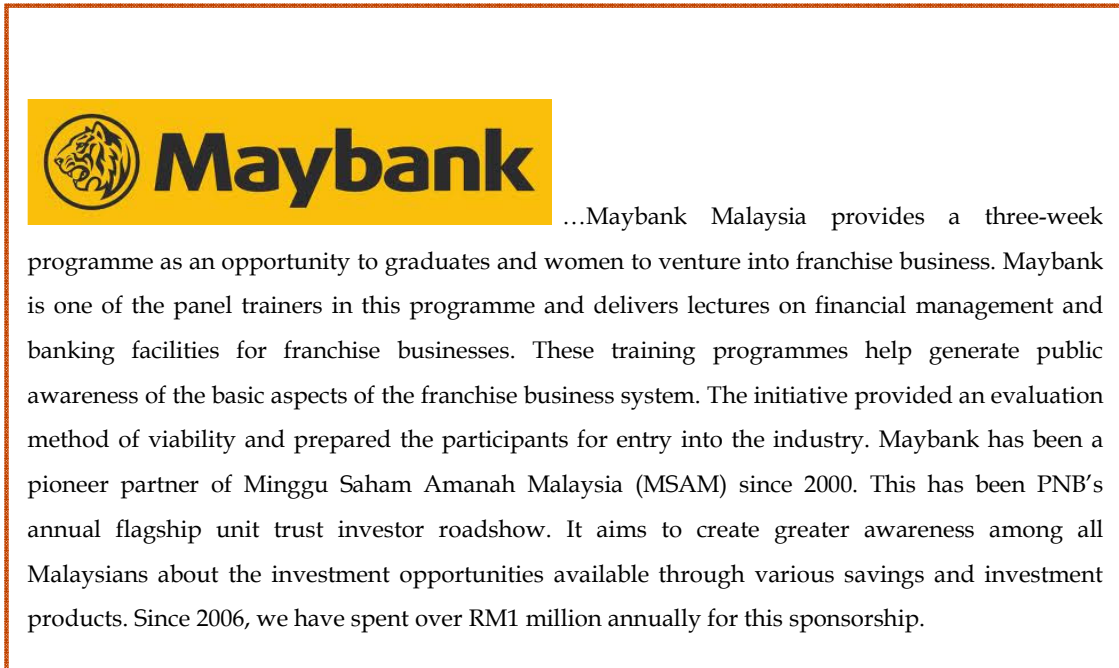 Maybank
…Maybank Malaysia provides a three-week
programme as an opportunity to graduates and women to venture into franchise business. Maybank
is one of the panel trainers in this programme and delivers lectures on financial management and
banking facilities for franchise businesses. These training programmes help generate public
awareness of the basic aspects of the franchise business system. The initiative provided an evaluation
method of viability and prepared the participants for entry into the industry. Maybank has been a
pioneer partner of Minggu Saham Amanah Malaysia (MSAM) since 2000. This has been PNB’s
annual flagship unit trust investor roadshow. It aims to create greater awareness among all
Malaysians about the investment opportunities available through various savings and investment
products. Since 2006, we have spent over RM1 million annually for this sponsorship.